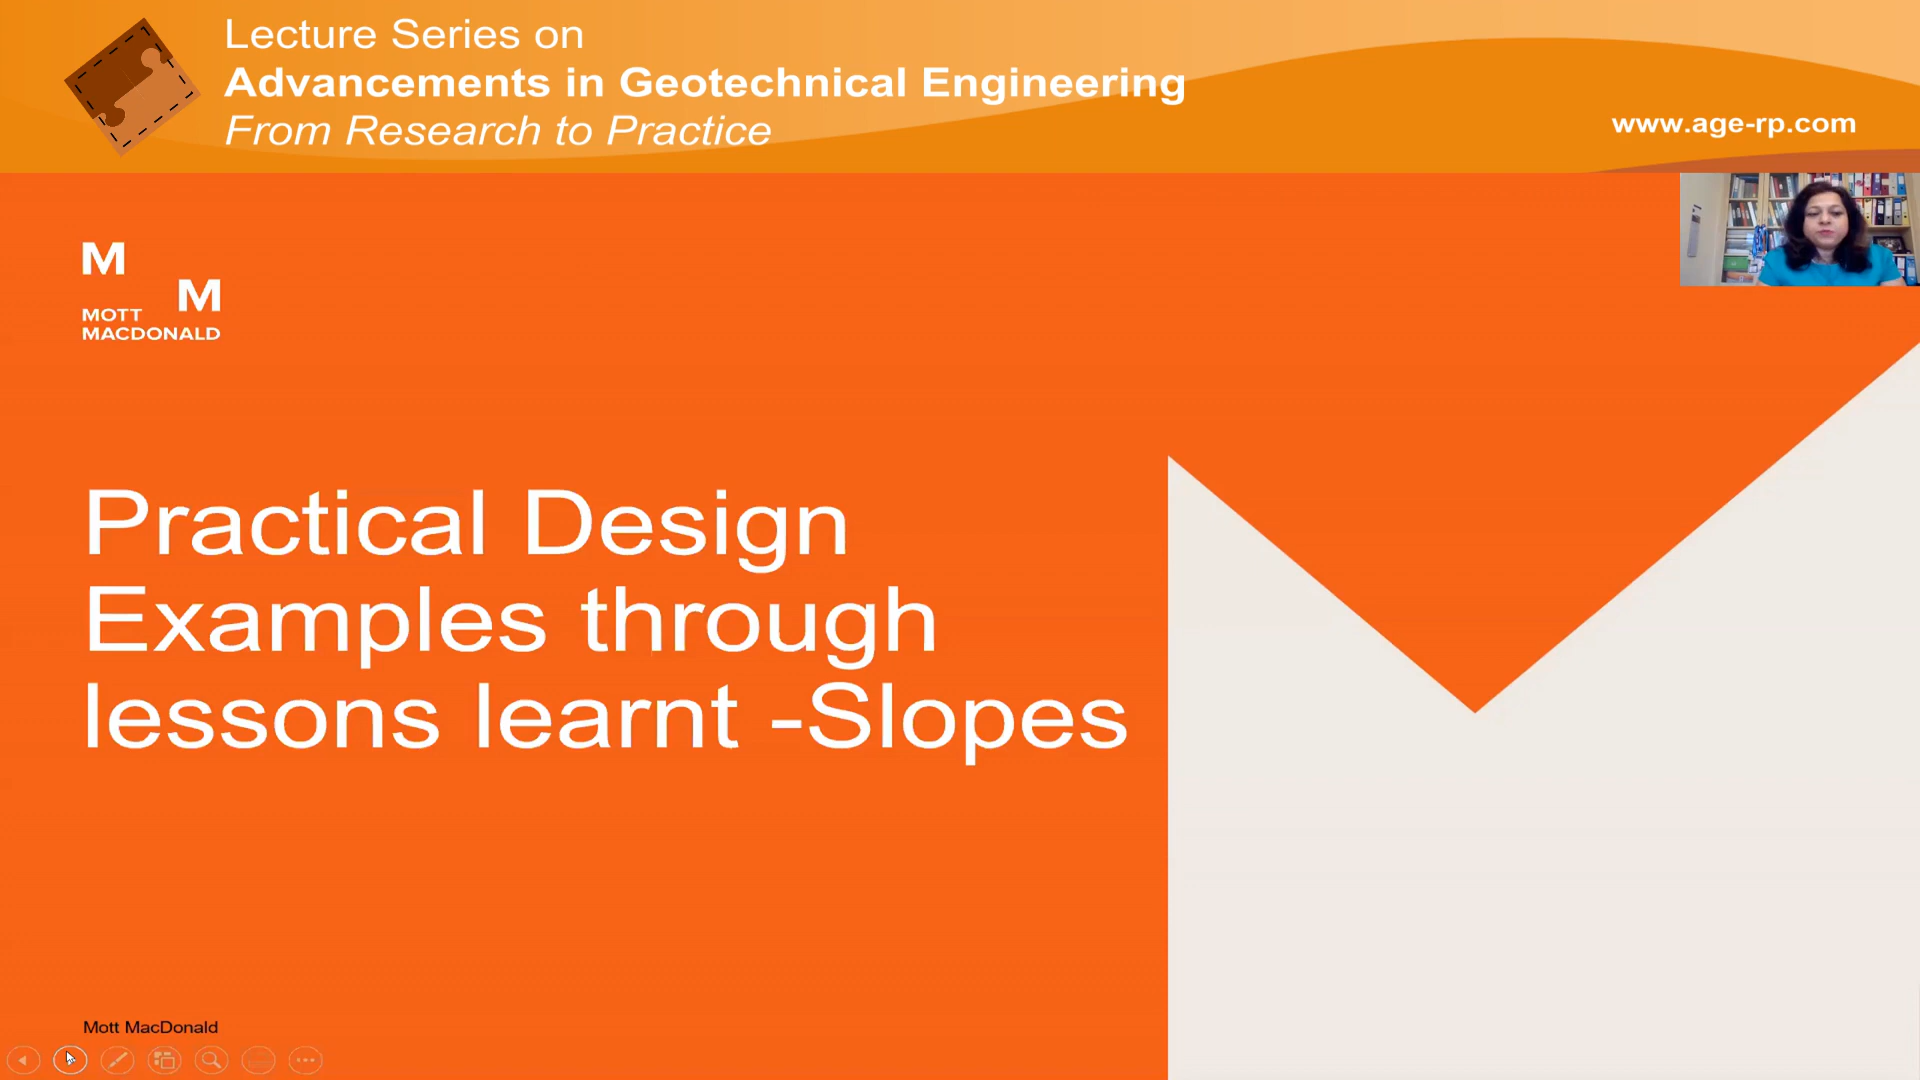 Lecture Series on
Advancements in Geotechnical Engineering
From Research to Practice
www.age-rp.com
M
M
MOTT
MACDONALD
Practical Design
Examples through
lessons learnt -Slopes
Mott MacDonald